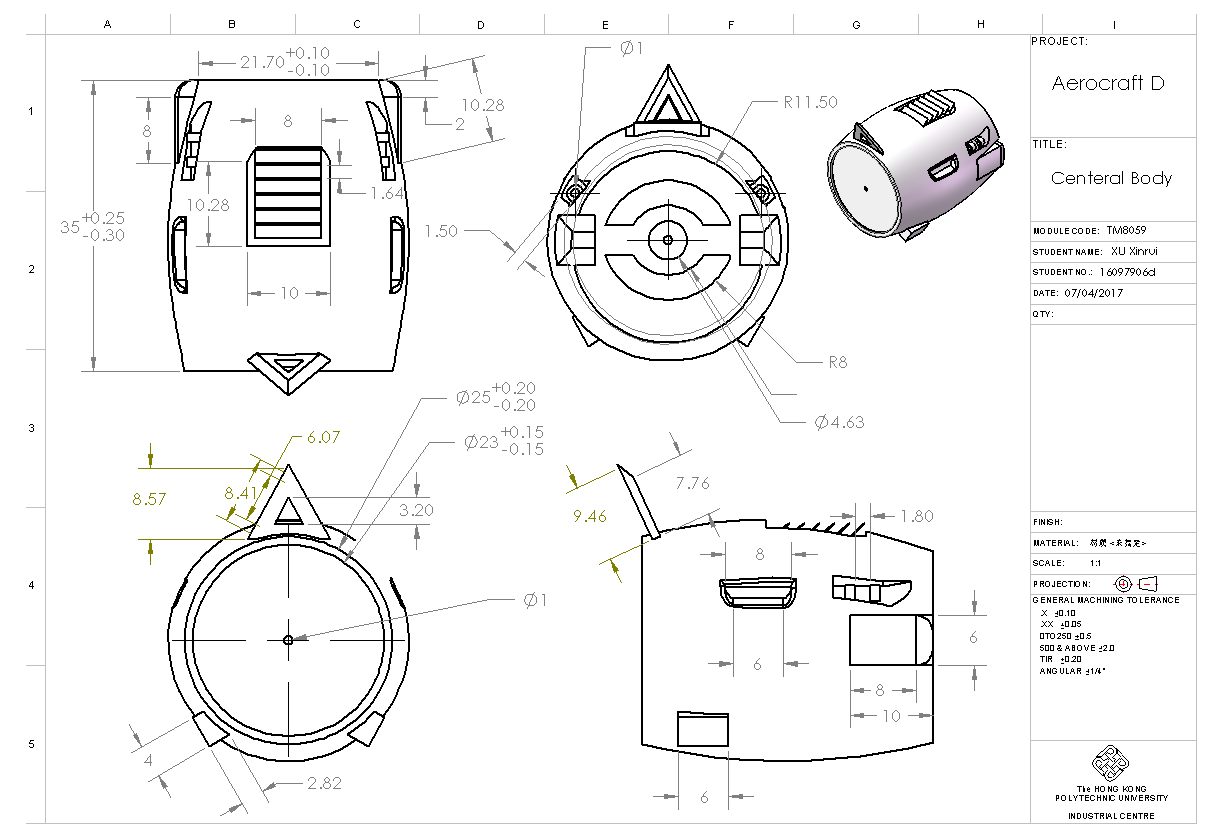 A B C D E F G H I
1
2
3
4
5
21.70 +0.10 -0.10
8
8
2
10.28
10.28
1.64
35 +0.25 -0.30
10
∅1
R11.50
1.50
R8
∅4.63
∅25 +0.20 -0.20
∅23 +0.15 -0.15
6.07
8.57
8.41
3.20
∅1
4
2.82
7.76
9.46
1.80
8
6
6
8
10
6
PROJECT:
Aerocraft D
TITLE:
Centeral Body
MODULE CODE: TM8059
STUDENT NAME: XU Xinrui
STUDENT NO.: 16097906d
DATE: 07/04/2017
QTY:
FINISH:
MATERIAL: 材质 <未指定>
SCALE: 1:1
PROJECTION:
GENERAL MACHINING TOLERANCE
.X ±0.10
.XX ±0.05
0TO250 ±0.5
500 & ABOVE ±2.0
TIR ±0.20
ANGULAR ±1/4°
The HONG KONG
POLYTECHNIC UNIVERSITY
INDUSTRIAL CENTRE